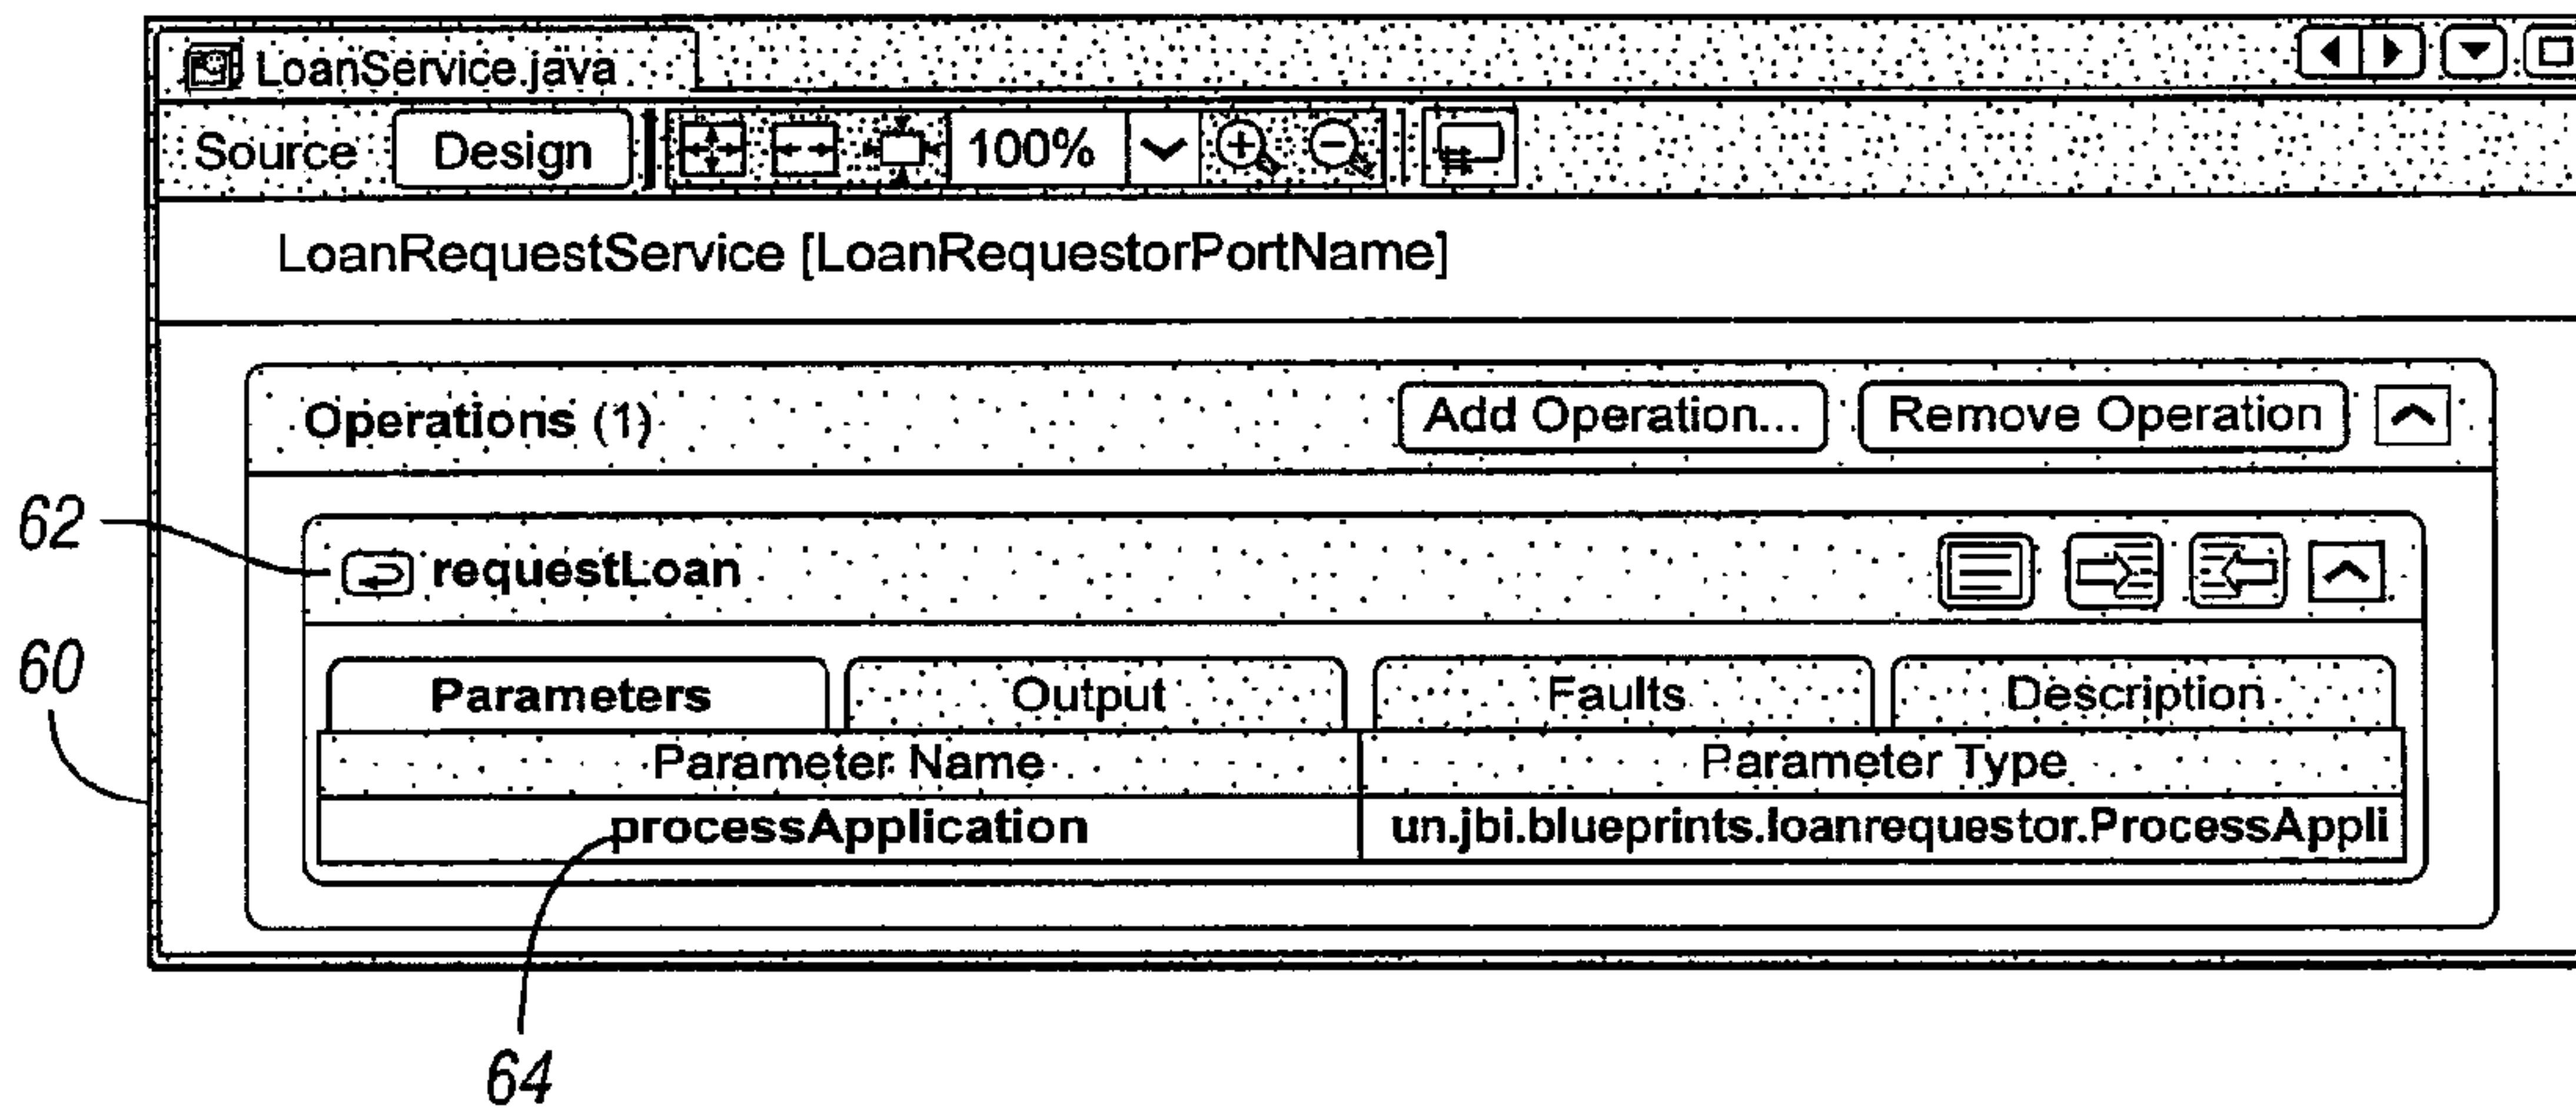 LoanService.java
Source Design 100%
LoanRequestService [LoanRequestorPortName]
Operations (1) Add Operation... Remove Operation
62
requestLoan
60
Parameters Output Faults Description
Parameter Name Parameter Type
processApplication un.jbi.blueprints.loanrequestor.ProcessAppli
64